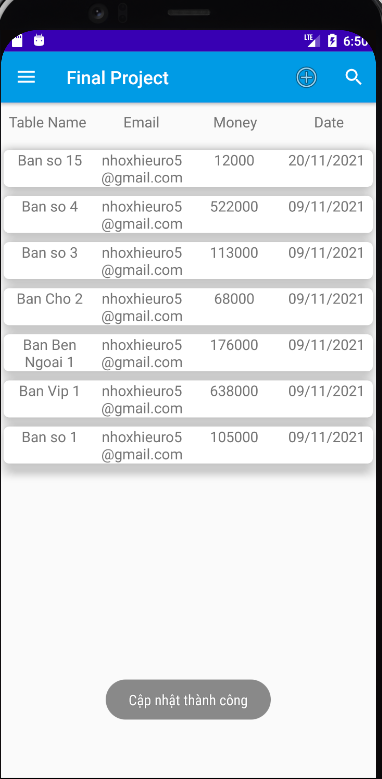 LTE 6:50
Final Project
Table Name Email Money Date
Ban so 15 nhoxhieuro5 12000 20/11/2021
@gmail.com
Ban so 4 nhoxhieuro5 522000 09/11/2021
@gmail.com
Ban so 3 nhoxhieuro5 113000 09/11/2021
@gmail.com
Ban Cho 2 nhoxhieuro5 68000 09/11/2021
@gmail.com
Ban Ben nhoxhieuro5 176000 09/11/2021
Ngoai 1 @gmail.com
Ban Vip 1 nhoxhieuro5 638000 09/11/2021
@gmail.com
Ban so 1 nhoxhieuro5 105000 09/11/2021
@gmail.com
Cập nhật thành công